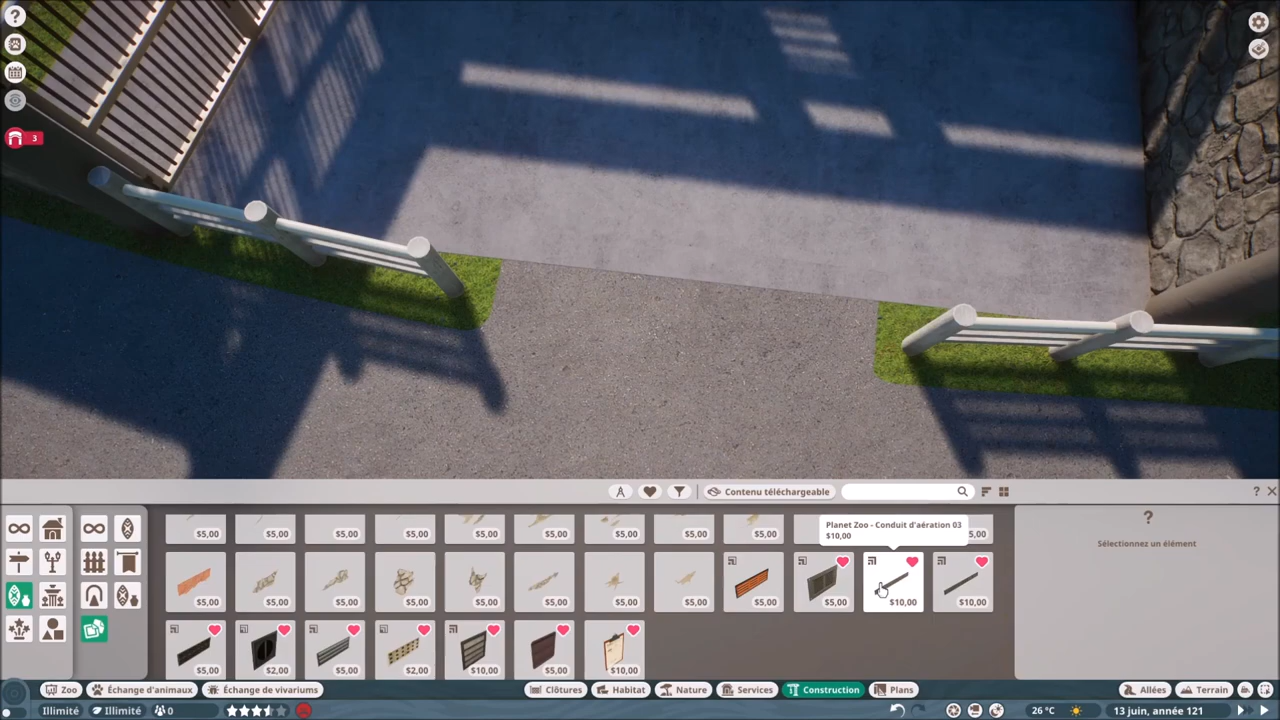 ?
3
Contenu téléchargeable
?
Planet Zoo - Conduit d'aération 03
$10,00
?
Sélectionnez un élément
$5,00
$5,00
$5,00
$5,00
$5,00
$5,00
$5,00
$5,00
$5,00
5,00
$5,00
$5,00
$5,00
$5,00
$5,00
$5,00
$5,00
$5,00
$5,00
$5,00
$10,00
$10,00
$5,00
$2,00
$5,00
$2,00
$10,00
$5,00
$10,00
Zoo
Échange d'animaux
Échange de vivariums
Clôtures
Habitat
Nature
Services
Construction
Plans
Allées
Terrain
Illimité
Illimité
0
26 °C
13 juin, année 121